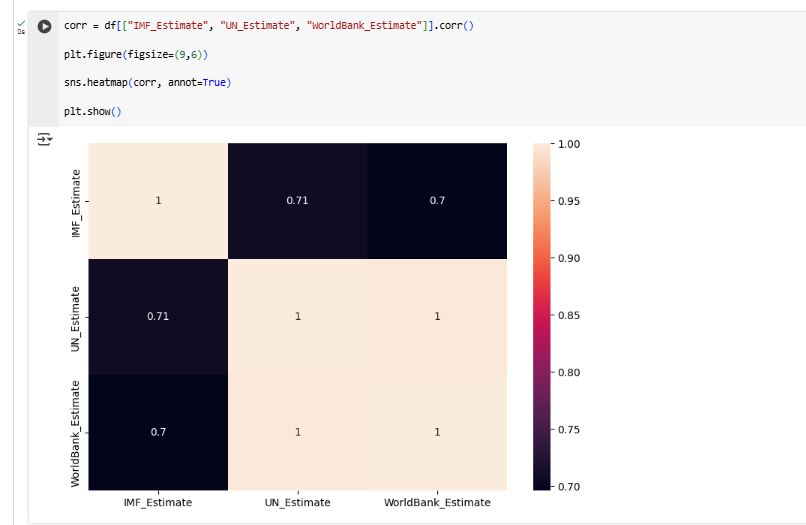 corr = df[["IMF_Estimate", "UN_Estimate", "WorldBank_Estimate"]].corr()
0s
plt.figure(figsize=(9,6))
sns.heatmap(corr, annot=True)
plt.show()
1.00
IMF_Estimate
1
0.71
0.7
0.95
0.90
UN_Estimate
0.71
1
1
0.85
0.80
WorldBank_Estimate
0.7
1
1
0.75
0.70
IMF_Estimate
UN_Estimate
WorldBank_Estimate